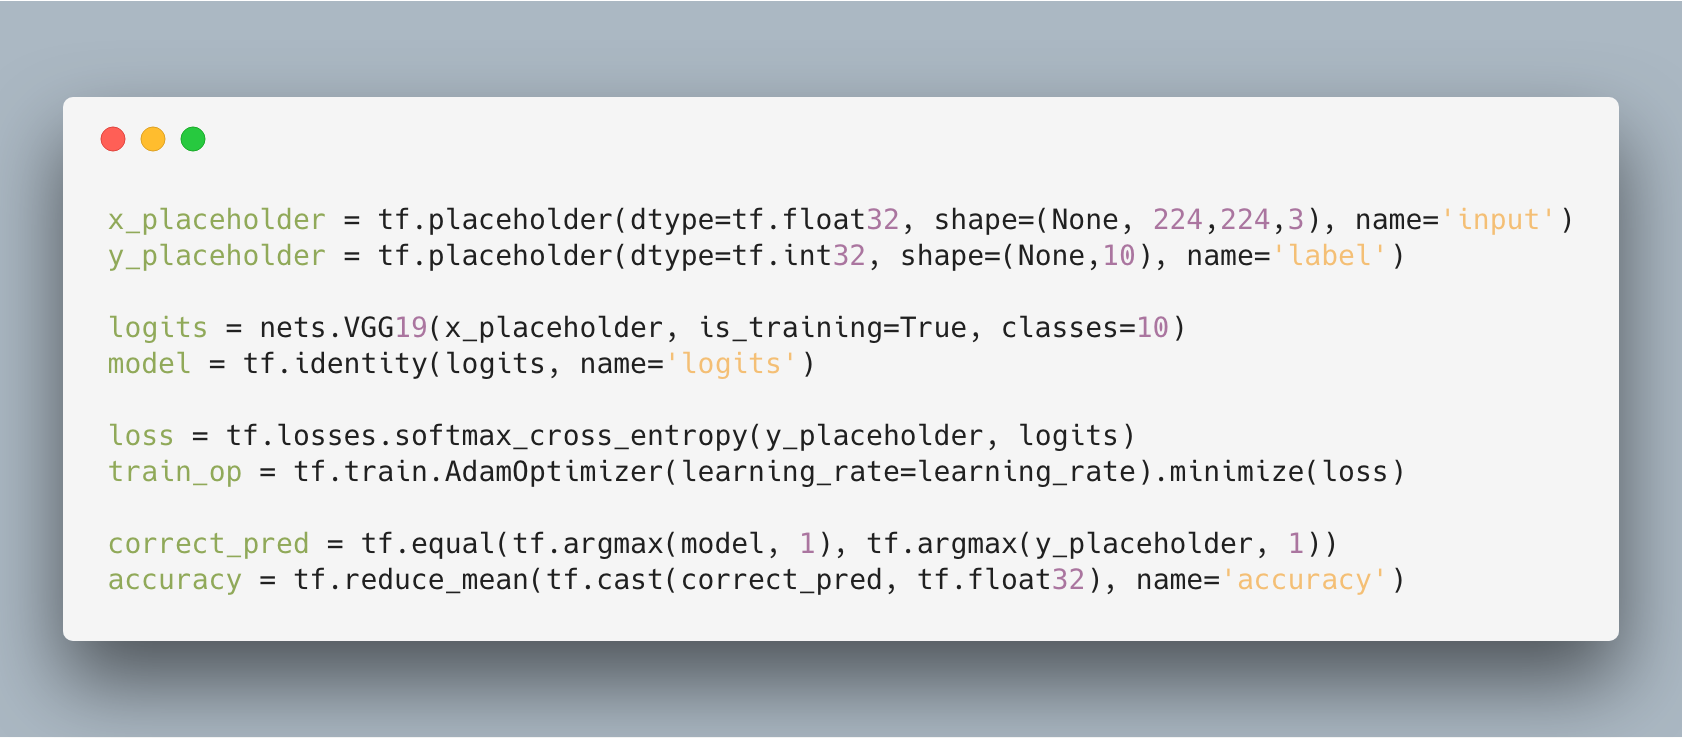 x_placeholder = tf.placeholder(dtype=tf.float32, shape=(None, 224,224,3), name='input')
y_placeholder = tf.placeholder(dtype=tf.int32, shape=(None,10), name='label')
logits = nets.VGG19(x_placeholder, is_training=True, classes=10)
model = tf.identity(logits, name='logits')
loss = tf.losses.softmax_cross_entropy(y_placeholder, logits)
train_op = tf.train.AdamOptimizer(learning_rate=learning_rate).minimize(loss)
correct_pred = tf.equal(tf.argmax(model, 1), tf.argmax(y_placeholder, 1))
accuracy = tf.reduce_mean(tf.cast(correct_pred, tf.float32), name='accuracy')